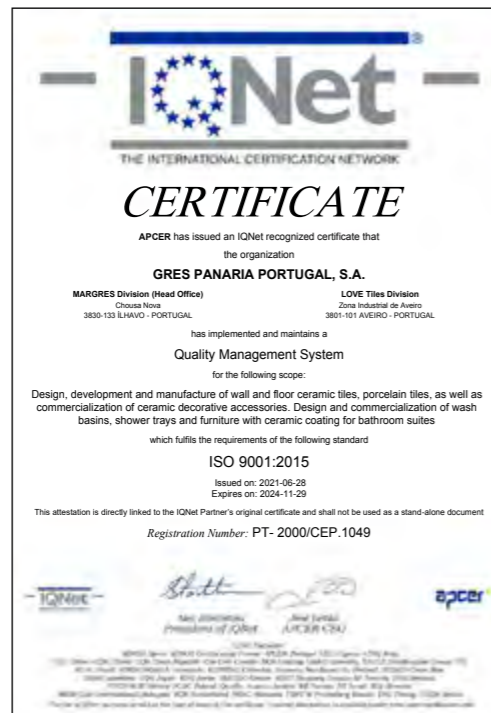 IQNet
®
THE INTERNATIONAL CERTIFICATION NETWORK
CERTIFICATE
APCER has issued an IQNet recognized certificate that
the organization
GRES PANARIA PORTUGAL, S.A.
MARGRES Division (Head Office)
Chousa Nova
3830-133 ÍLHAVO - PORTUGAL
LOVE Tiles Division
Zona Industrial de Aveiro
3801-101 AVEIRO - PORTUGAL
has implemented and maintains a
Quality Management System
for the following scope:
Design, development and manufacture of wall and floor ceramic tiles, porcelain tiles, as well as
commercialization of ceramic decorative accessories. Design and commercialization of wash
basins, shower trays and furniture with ceramic coating for bathroom suites
which fulfils the requirements of the following standard
ISO 9001:2015
Issued on: 2021-06-28
Expires on: 2024-11-29
This attestation is directly linked to the IQNet Partner's original certificate and shall not be used as a stand-alone document
Registration Number: PT- 2000/CEP.1049
IQNet
apcer
President of IQNet
APCER CEO